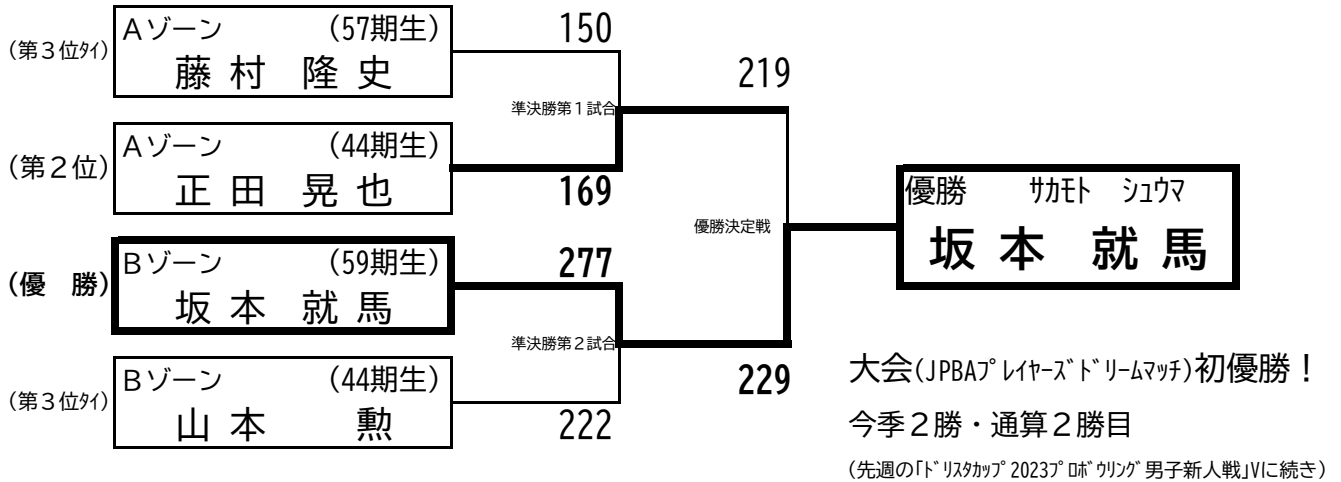 (第3位ﾀｲ)
Aゾーン (57期生)
藤村 隆史
150
準決勝第1試合
219
(第2位)
Aゾーン (44期生)
正田 晃也
169
優勝決定戦
優勝 ｻｶﾓﾄ ｼｭｳﾏ
坂本 就馬
(優 勝)
Bゾーン (59期生)
坂本 就馬
277
準決勝第2試合
229
(第3位ﾀｲ)
Bゾーン (44期生)
山本 勲
222
大会(JPBAﾌﾟﾚｲﾔｰｽﾞﾄﾞﾘｰﾑﾏｯﾁ)初優勝！
今季2勝・通算2勝目
(先週の「ﾄﾞﾘｽﾀｶｯﾌﾟ2023ﾌﾟﾛﾎﾞｳﾘﾝｸﾞ男子新人戦」Vに続き)